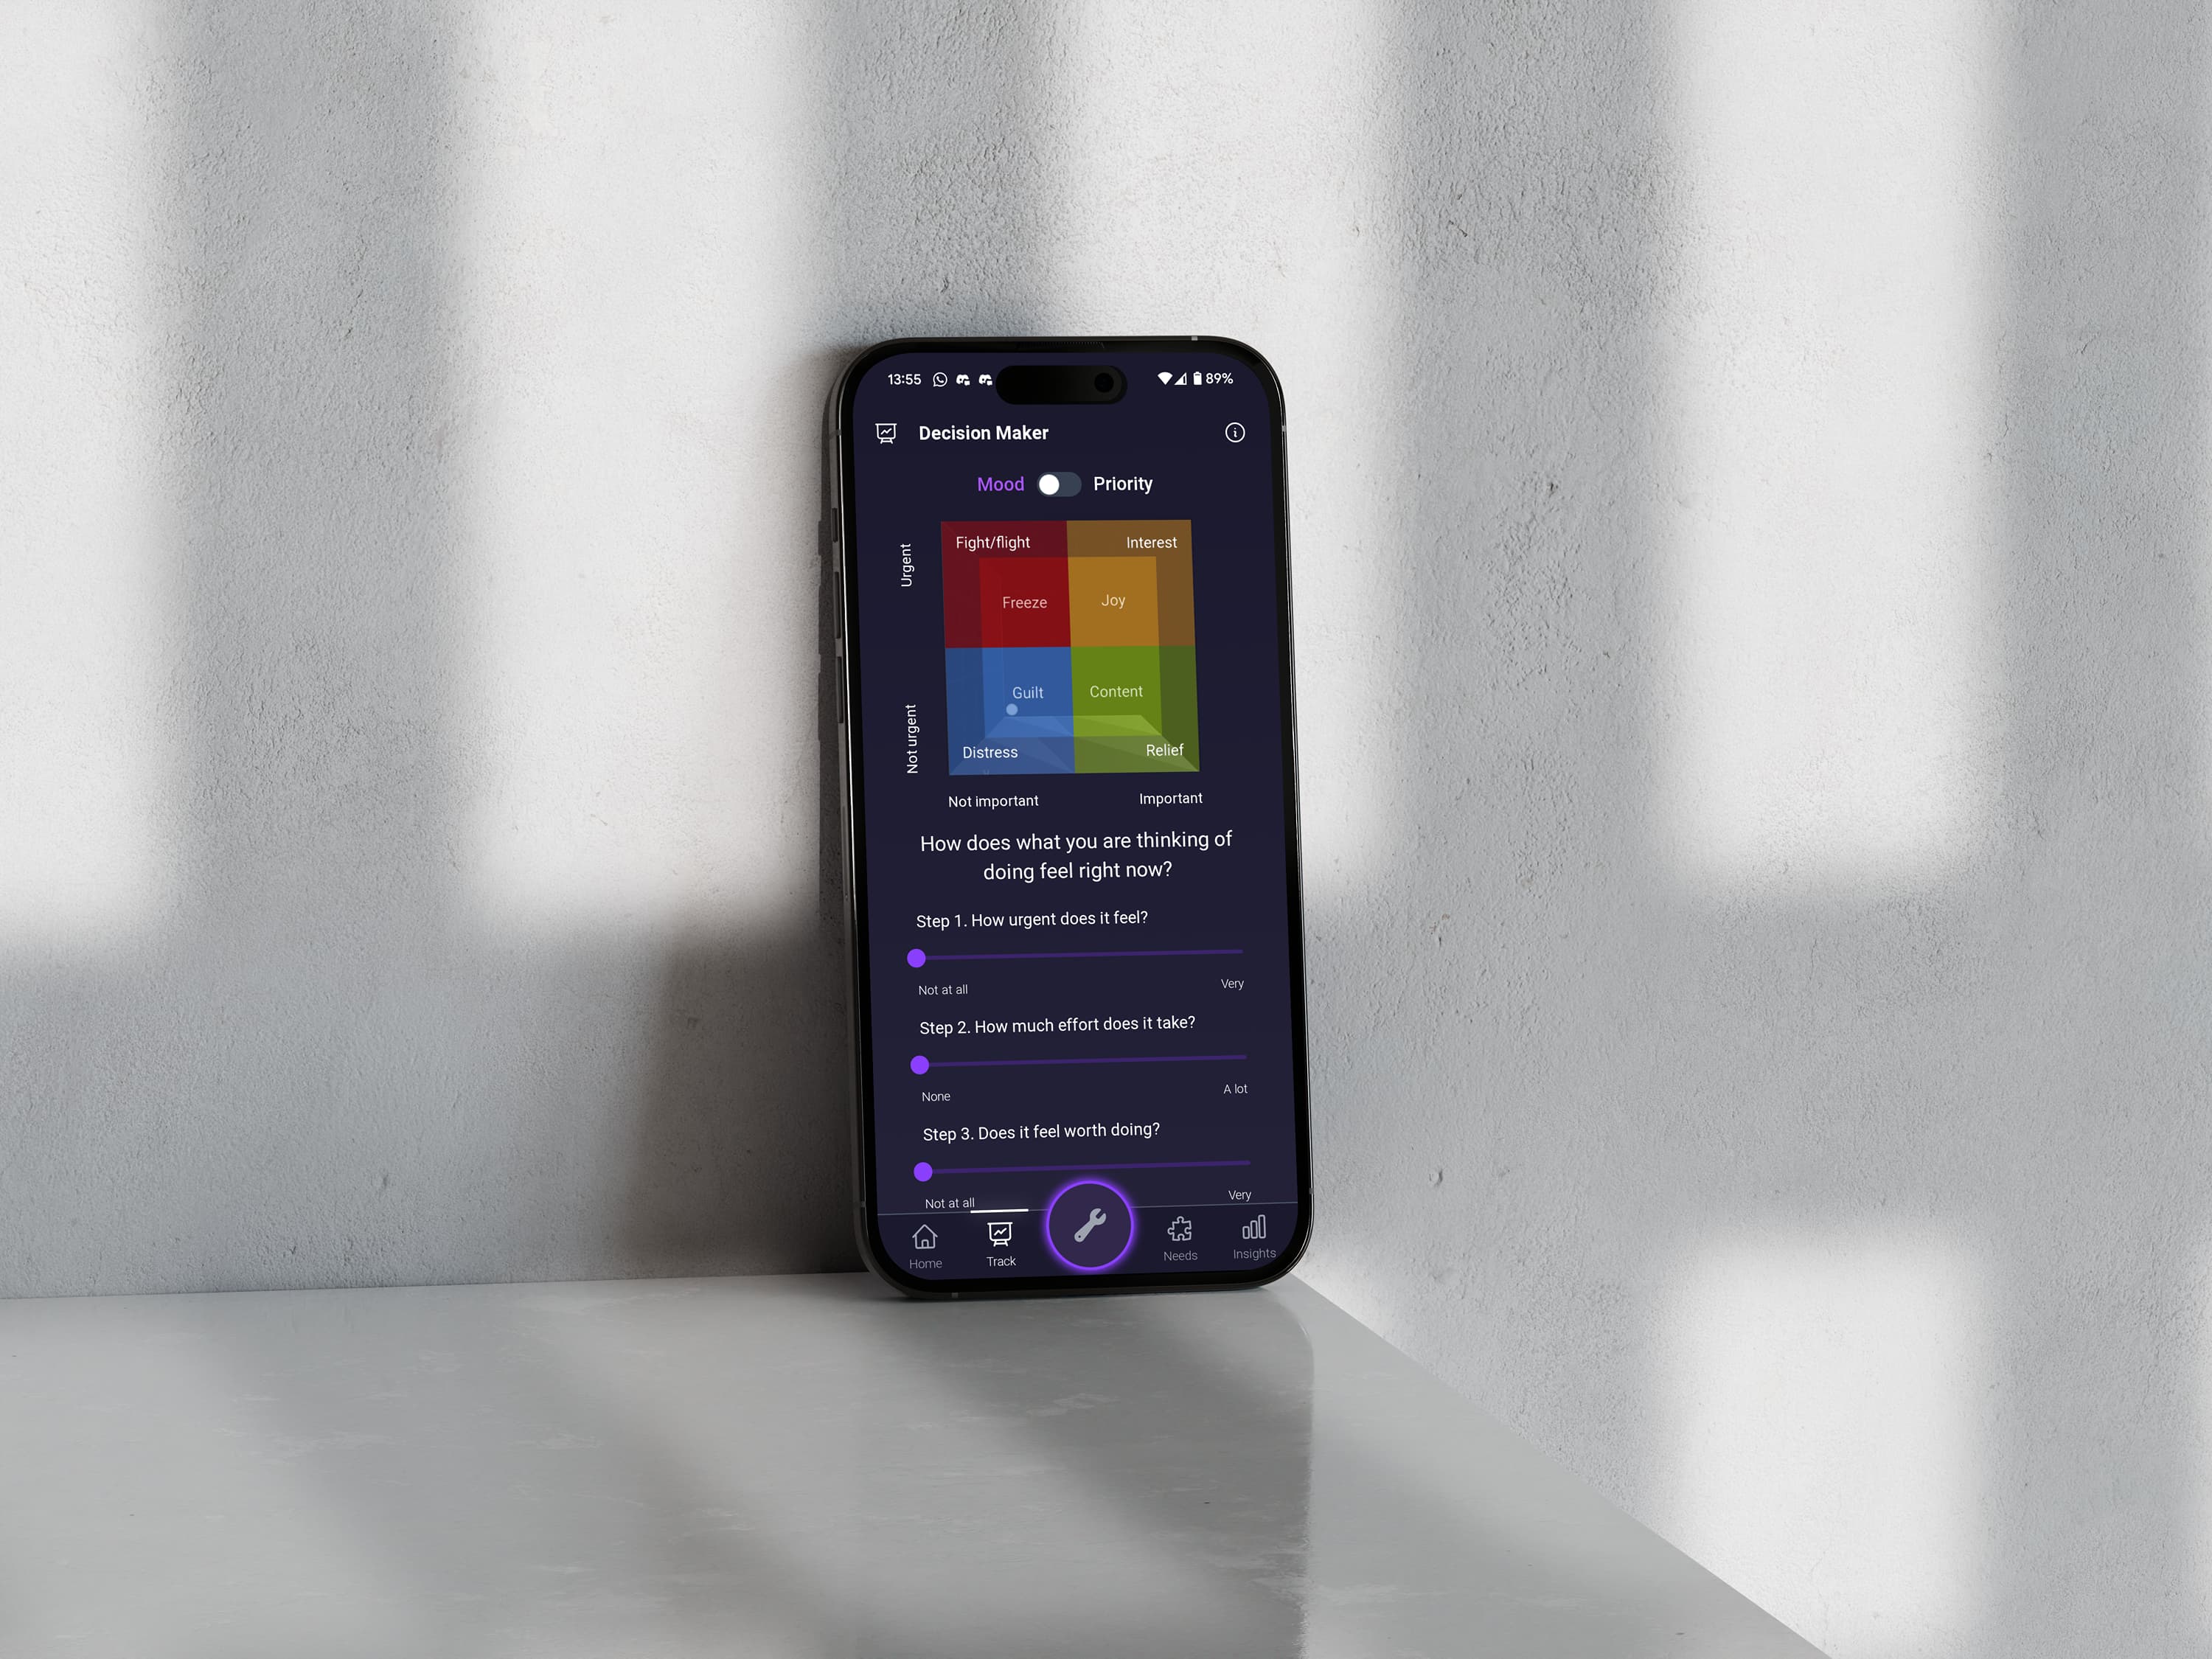 13:55
89%
Decision Maker
Mood
Priority
Urgent
Fight/flight
Interest
Freeze
Joy
Not urgent
Guilt
Content
Distress
Relief
Not important
Important
How does what you are thinking of
doing feel right now?
Step 1. How urgent does it feel?
Not at all
Very
Step 2. How much effort does it take?
None
A lot
Step 3. Does it feel worth doing?
Not at all
Very
Home
Track
Needs
Insights